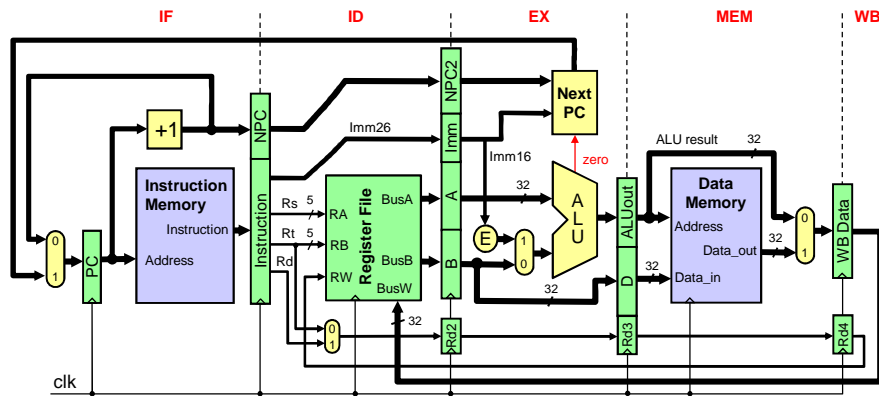 IF ID EX MEM WB
+1
NPC
NPC2
Next PC
Imm26
Imm
Imm16
zero
ALU result
32
Instruction Memory
Instruction
Address
PC
0
1
Instruction
Rs 5
Rt 5
Rd
RA
RB
RW
Register File
BusA
BusB
BusW
32
A
B
32
E
1
0
32
ALU
ALUout
D
32
Data Memory
Address
Data_out
Data_in
32
0
1
WB Data
0
1
Rd2
Rd3
Rd4
clk